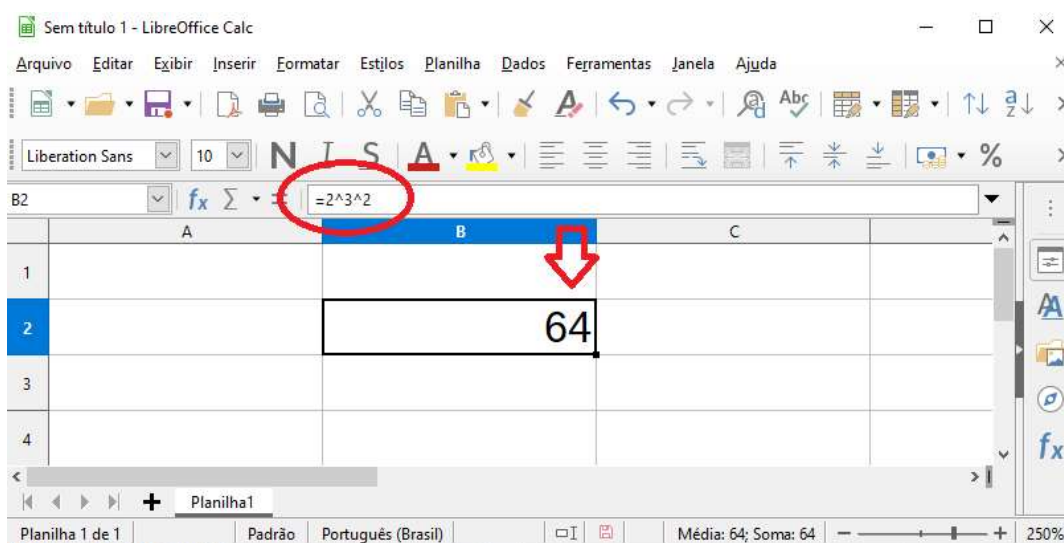 Sem título 1 - LibreOffice Calc
Arquivo Editar Exibir Inserir Formatar Estilos Planilha Dados Ferramentas Janela Ajuda
Abc
Liberation Sans 10 N I S A %
B2 fx Σ = =2^3^2
A B C
1
2 64
3
4
Planilha1
Planilha 1 de 1 Padrão Português (Brasil) Média: 64; Soma: 64 250%